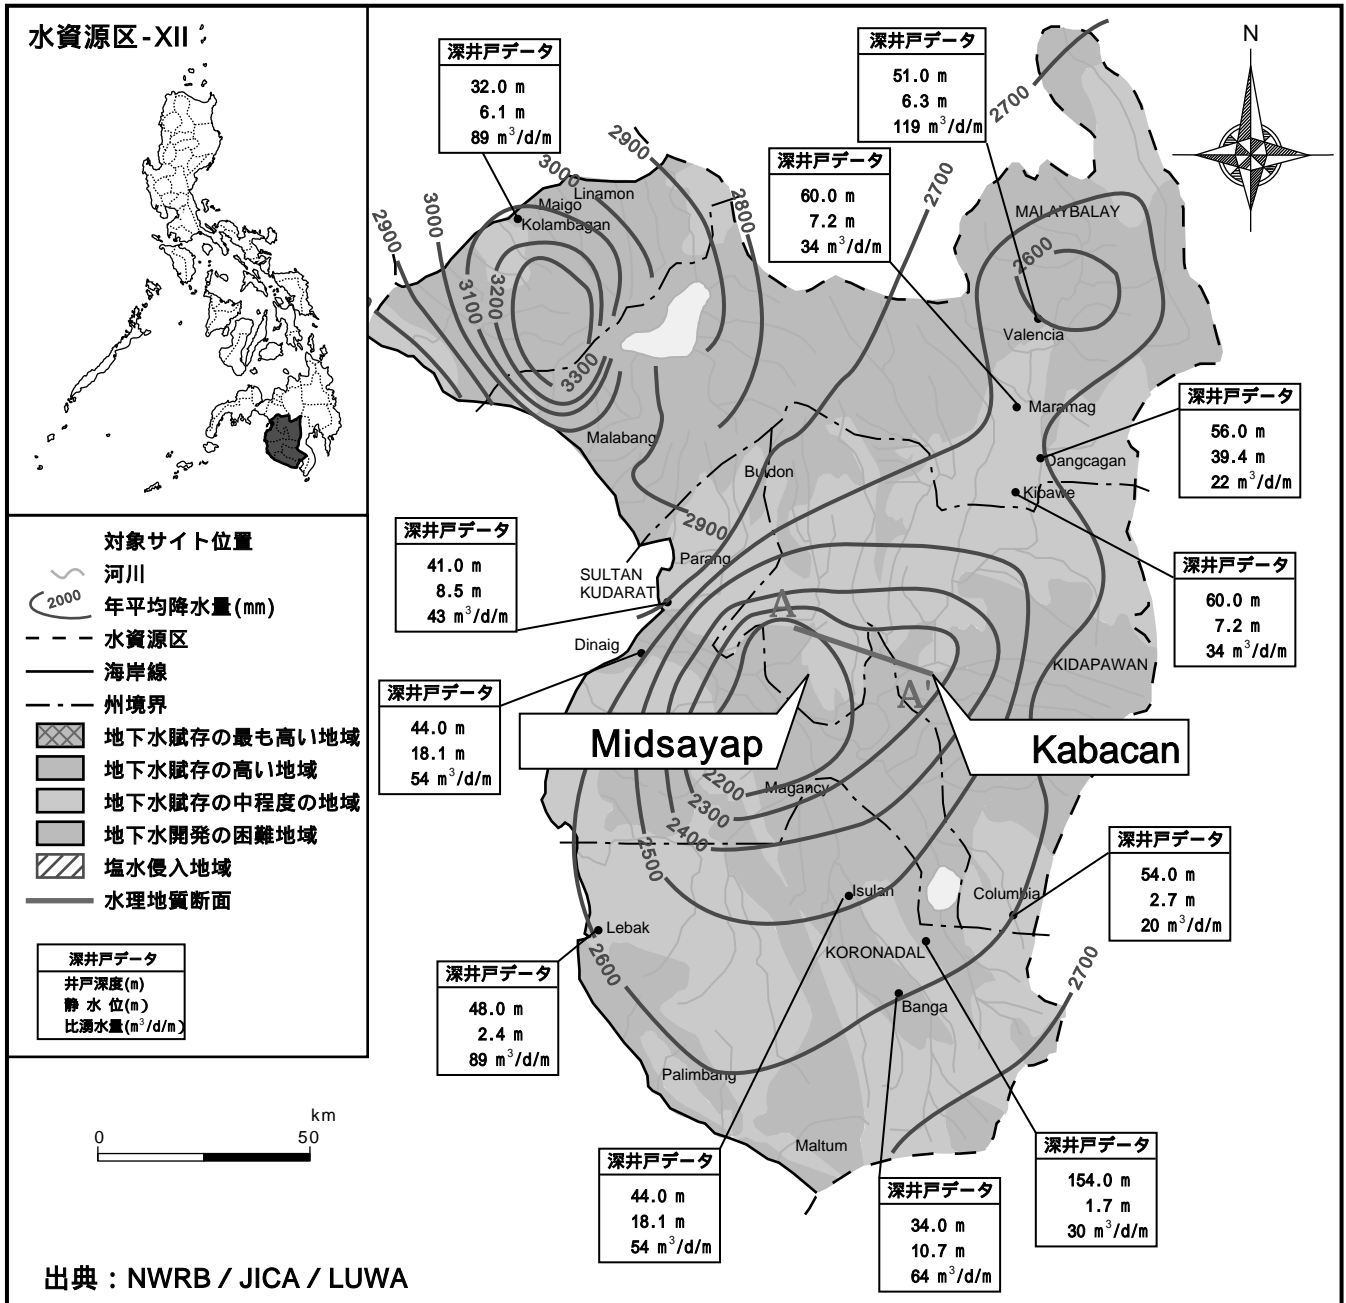 水資源区-XII
対象サイト位置
河川
2000
年平均降水量(mm)
水資源区
海岸線
州境界
地下水賦存の最も高い地域
地下水賦存の高い地域
地下水賦存の中程度の地域
地下水開発の困難地域
塩水侵入地域
水理地質断面
深井戸データ
井戸深度(m)
静 水 位(m)
比湧水量(m³/d/m)
km
0 50
出典：NWRB / JICA / LUWA
N
深井戸データ
32.0 m
6.1 m
89 m³/d/m
深井戸データ
51.0 m
6.3 m
119 m³/d/m
深井戸データ
60.0 m
7.2 m
34 m³/d/m
深井戸データ
56.0 m
39.4 m
22 m³/d/m
深井戸データ
41.0 m
8.5 m
43 m³/d/m
深井戸データ
60.0 m
7.2 m
34 m³/d/m
深井戸データ
44.0 m
18.1 m
54 m³/d/m
深井戸データ
54.0 m
2.7 m
20 m³/d/m
深井戸データ
48.0 m
2.4 m
89 m³/d/m
深井戸データ
44.0 m
18.1 m
54 m³/d/m
深井戸データ
34.0 m
10.7 m
64 m³/d/m
深井戸データ
154.0 m
1.7 m
30 m³/d/m
2700
2900
3000
Linamon
Maigo
Kolambagan
2800
2700
3000
2900
MALAYBALAY
2600
3200
3100
3300
Valencia
Maramag
Malabang
Buldon
Dangcagan
Kibawe
2900
Parang
SULTAN
KUDARAT
A
Dinaig
KIDAPAWAN
A'
Midsayap
Kabacan
2200
Magancy
2300
2400
2500
Isulan
Columbia
Lebak
KORONADAL
2600
2700
Banga
Palimbang
Maltum